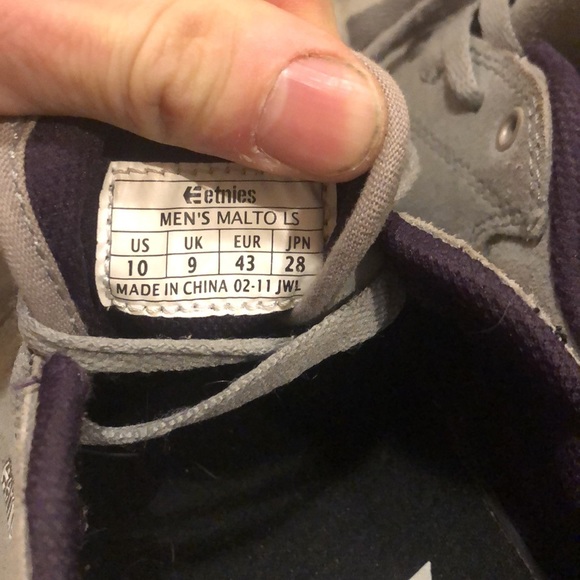 etnies
MEN'S MALTO LS
US UK EUR JPN
10 9 43 28
MADE IN CHINA 02-11 JWL